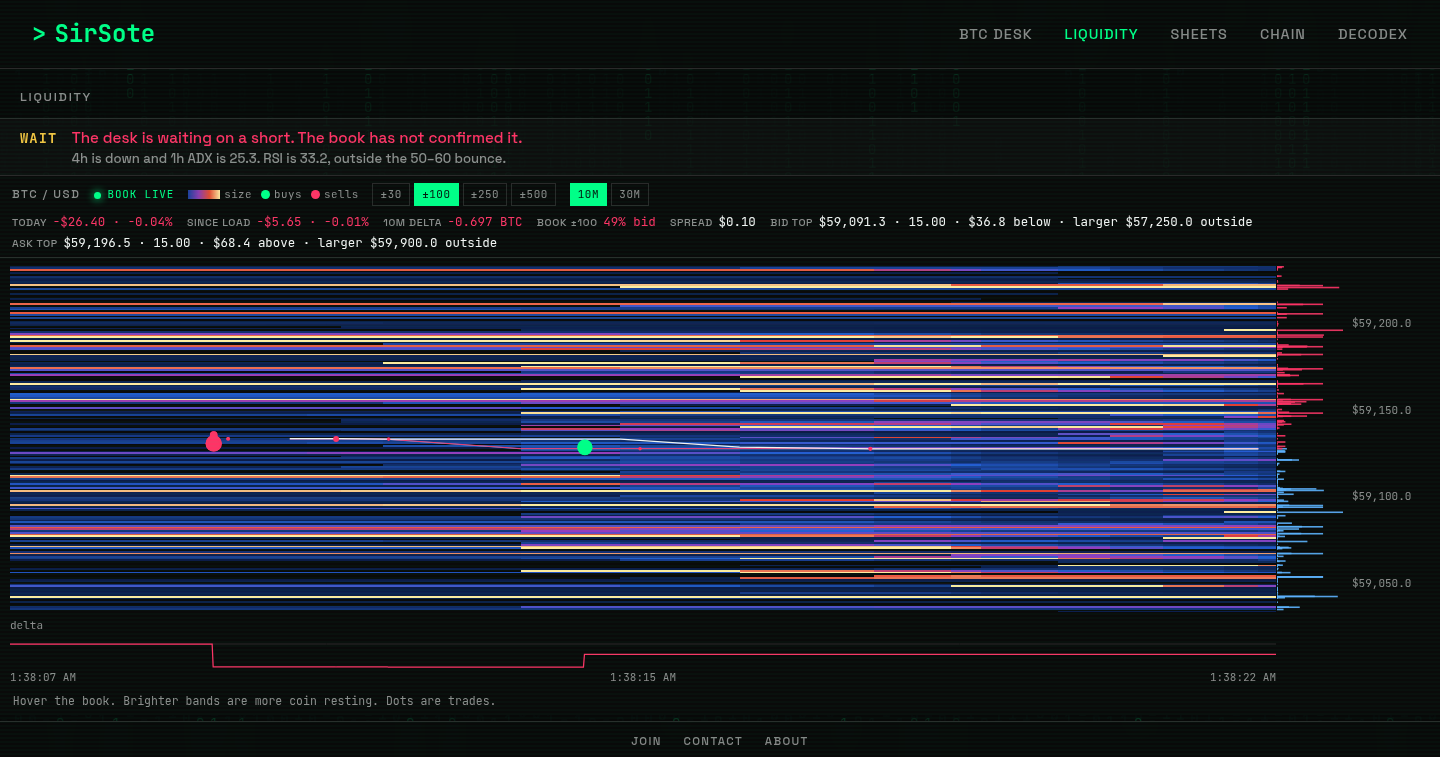 > SirSote
BTC DESK LIQUIDITY SHEETS CHAIN DECODEX
LIQUIDITY
WAIT The desk is waiting on a short. The book has not confirmed it.
4h is down and 1h ADX is 25.3. RSI is 33.2, outside the 50–60 bounce.
BTC / USD BOOK LIVE size buys sells ±30 ±100 ±250 ±500 10M 30M
TODAY -$26.40 · -0.04% SINCE LOAD -$5.65 · -0.01% 10M DELTA -0.697 BTC BOOK ±100 49% bid SPREAD $0.10 BID TOP $59,091.3 · 15.00 · $36.8 below · larger $57,250.0 outside
ASK TOP $59,196.5 · 15.00 · $68.4 above · larger $59,900.0 outside
$59,200.0
$59,150.0
$59,100.0
$59,050.0
delta
1:38:07 AM 1:38:15 AM 1:38:22 AM
Hover the book. Brighter bands are more coin resting. Dots are trades.
JOIN CONTACT ABOUT